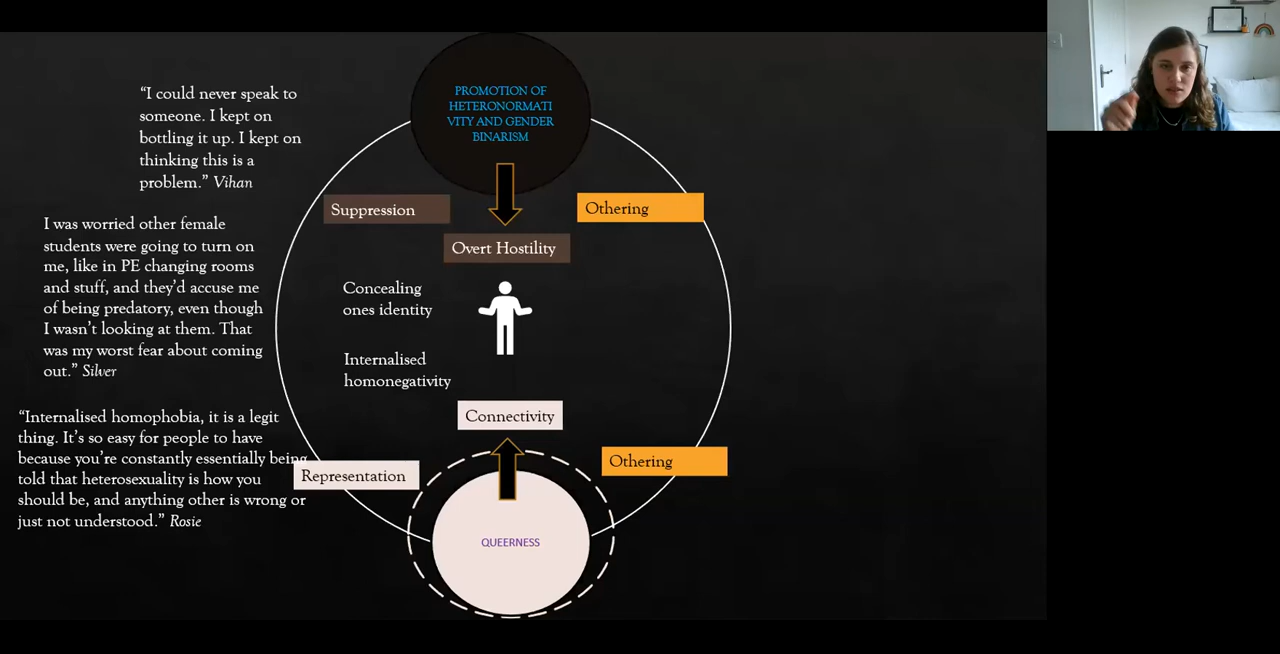 "I could never speak to
someone. I kept on
bottling it up. I kept on
thinking this is a
problem." Vihan
I was worried other female
students were going to turn on
me, like in PE changing rooms
and stuff, and they'd accuse me
of being predatory, even though
I wasn't looking at them. That
was my worst fear about coming
out." Silver
"Internalised homophobia, it is a legit
thing. It's so easy for people to have
because you're constantly essentially being
told that heterosexuality is how you
should be, and anything other is wrong or
just not understood." Rosie
PROMOTION OF
HETERONORMATI
VITY AND GENDER
BINARISM
Suppression
Othering
Overt Hostility
Concealing
ones identity
Internalised
homonegativity
Connectivity
Representation
Othering
QUEERNESS